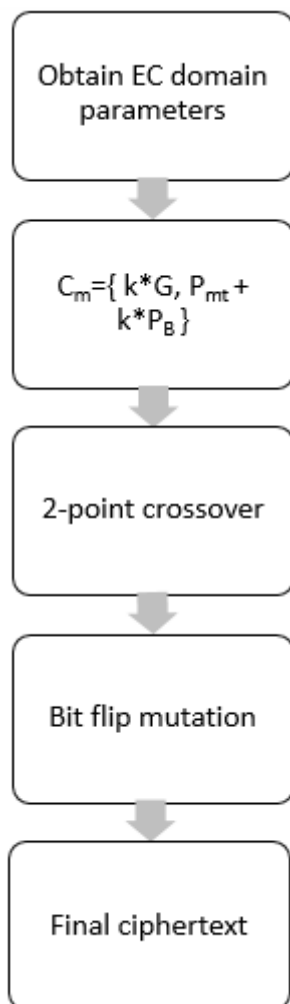 Obtain EC domain
parameters
Cm={ k*G, Pmt +
k*PB }
2-point crossover
Bit flip mutation
Final ciphertext